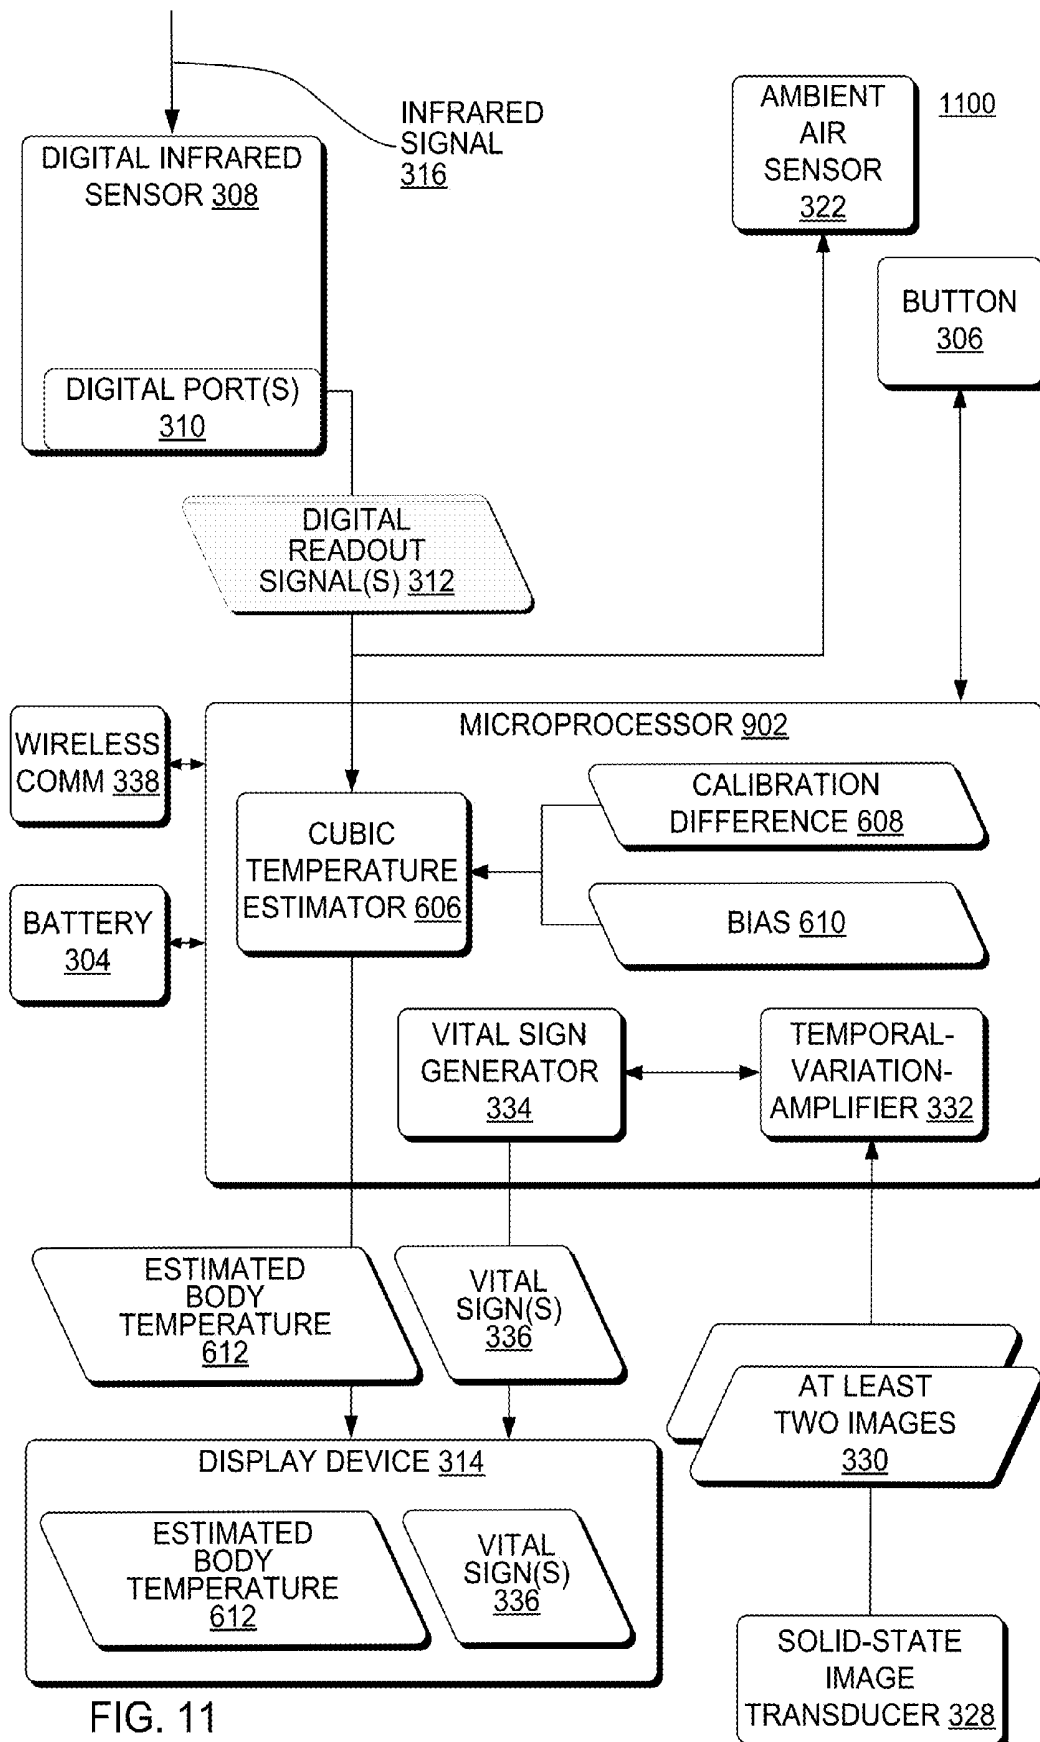 INFRARED
SIGNAL
316
AMBIENT
AIR
SENSOR
322
1100
DIGITAL INFRARED
SENSOR 308
BUTTON
306
DIGITAL PORT(S)
310
DIGITAL
READOUT
SIGNAL(S) 312
MICROPROCESSOR 902
WIRELESS
COMM 338
CALIBRATION
DIFFERENCE 608
CUBIC
TEMPERATURE
ESTIMATOR 606
BATTERY
304
BIAS 610
VITAL SIGN
GENERATOR
334
TEMPORAL-
VARIATION-
AMPLIFIER 332
ESTIMATED
BODY
TEMPERATURE
612
VITAL
SIGN(S)
336
AT LEAST
TWO IMAGES
330
DISPLAY DEVICE 314
ESTIMATED
BODY
TEMPERATURE
612
VITAL
SIGN(S)
336
SOLID-STATE
IMAGE
TRANSDUCER 328
FIG. 11